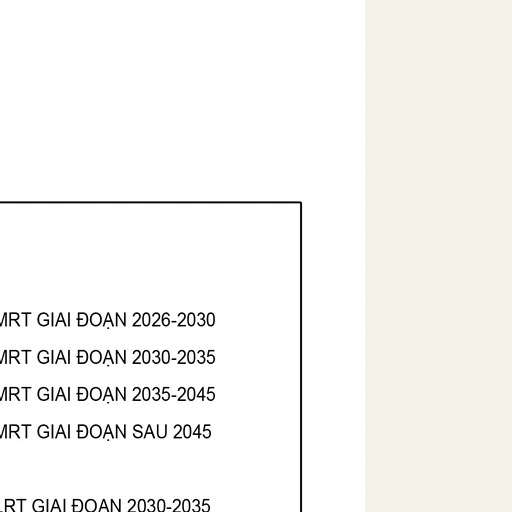 MRT GIAI ĐOẠN 2026-2030
MRT GIAI ĐOẠN 2030-2035
MRT GIAI ĐOẠN 2035-2045
MRT GIAI ĐOẠN SAU 2045
LRT GIAI ĐOẠN 2030-2035